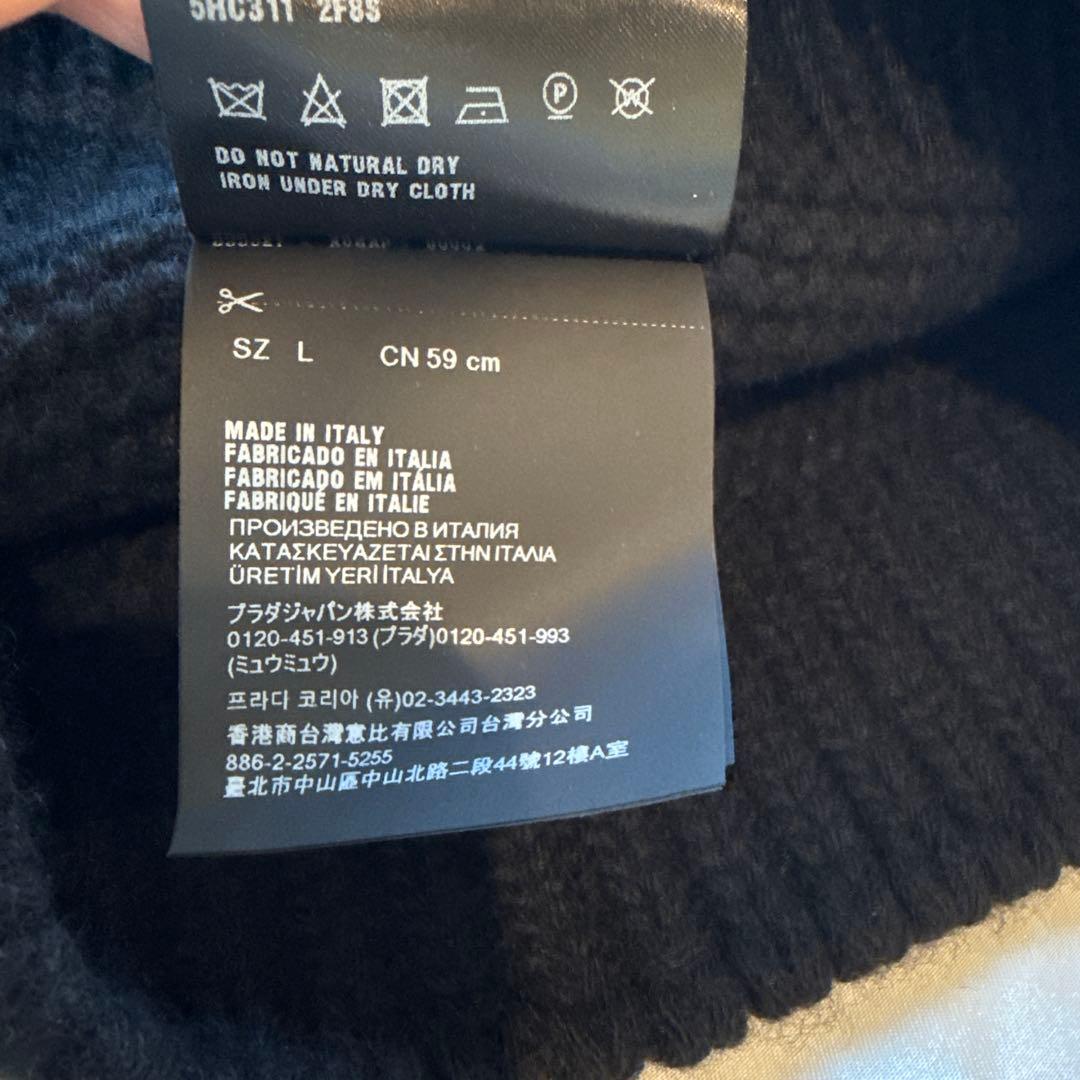 5HC311 2F8S
P
W
DO NOT NATURAL DRY
IRON UNDER DRY CLOTH
SZ L CN 59 cm
MADE IN ITALY
FABRICADO EN ITALIA
FABRICADO EM ITÁLIA
FABRIQUÉ EN ITALIE
ПРОИЗВЕДЕНО В ИТАЛИЯ
ΚΑΤΑΣΚΕΥΑΖΕΤΑΙ ΣΤΗΝ ΙΤΑΛΙΑ
ÜRETİM YERİ İTALYA
プラダジャパン株式会社
0120-451-913 (プラダ)0120-451-993
(ミュウミュウ)
프라다 코리아 (유)02-3443-2323
香港商台灣意比有限公司台灣分公司
886-2-2571-5255
臺北市中山區中山北路二段44號12樓A室